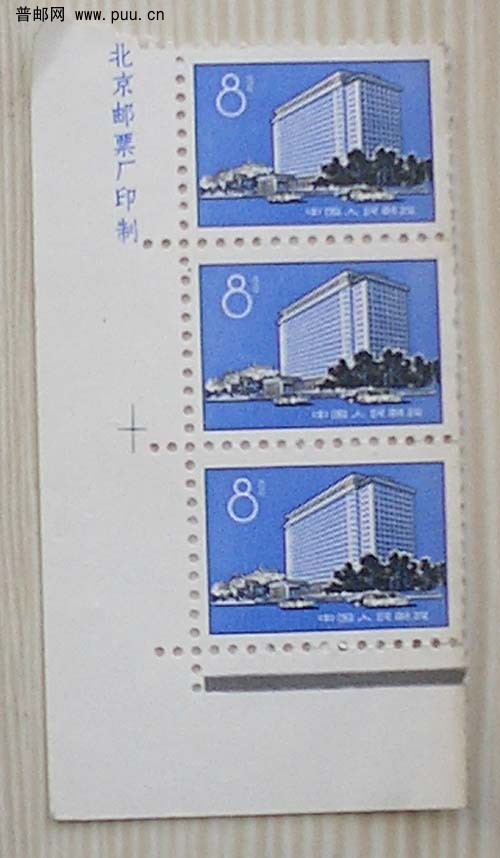 普邮网 www.puu.cn
北京邮票厂印制
8分
中国人民邮政
8分
中国人民邮政
8分
中国人民邮政